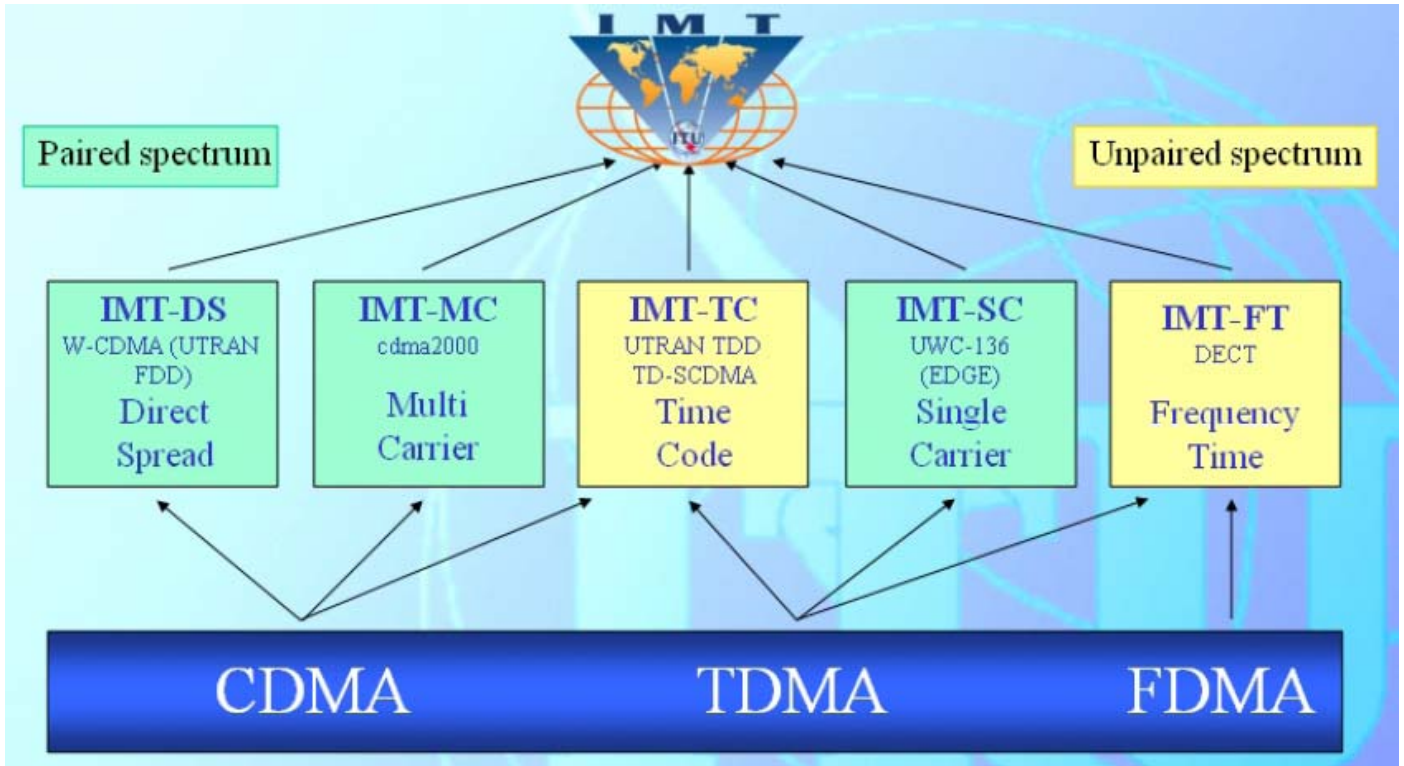 I M T
ITU
Paired spectrum
Unpaired spectrum
IMT-DS
W-CDMA (UTRAN
FDD)
Direct
Spread
IMT-MC
cdma2000
Multi
Carrier
IMT-TC
UTRAN TDD
TD-SCDMA
Time
Code
IMT-SC
UWC-136
(EDGE)
Single
Carrier
IMT-FT
DECT
Frequency
Time
CDMA
TDMA
FDMA